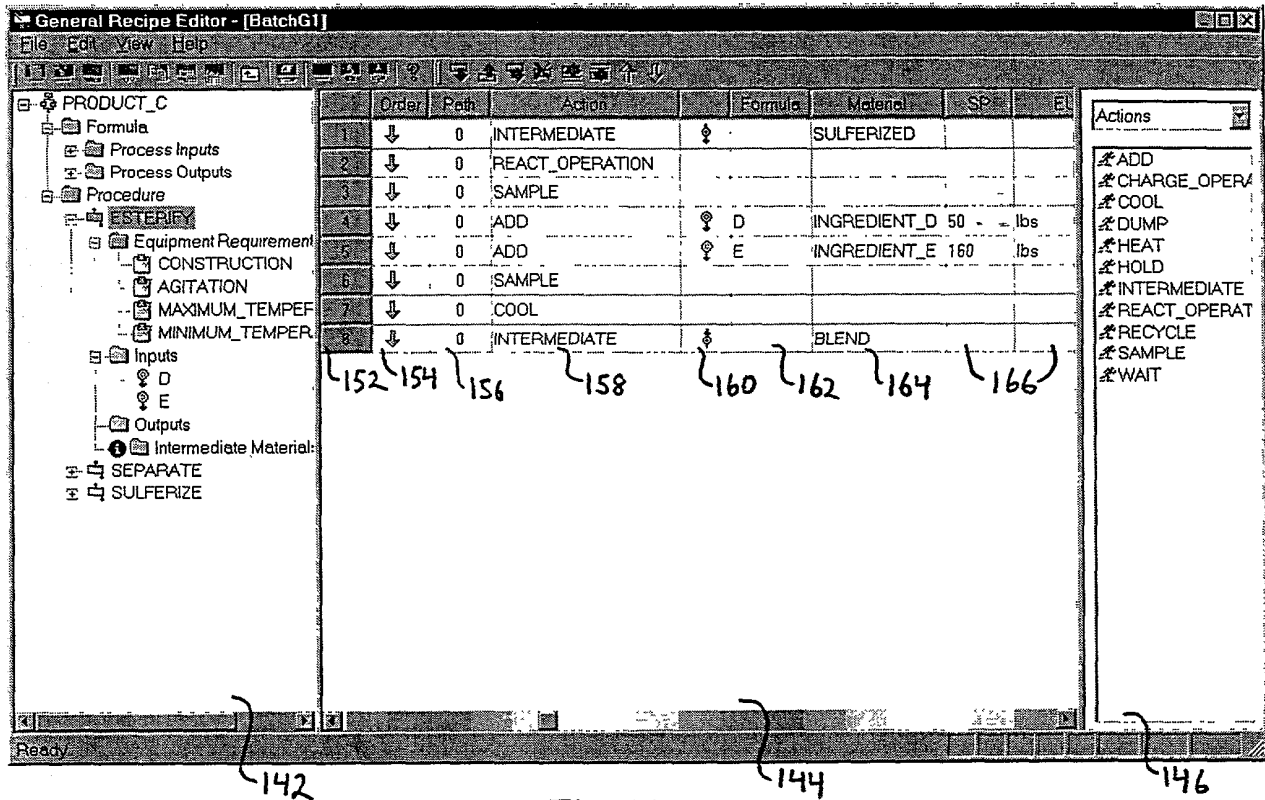 General Recipe Editor - [BatchG1]
File Edit View Help
PRODUCT_C
Formula
Process Inputs
Process Outputs
Procedure
ESTERIFY
Equipment Requirement
CONSTRUCTION
AGITATION
MAXIMUM_TEMPEF
MINIMUM_TEMPER
Inputs
D
E
Outputs
Intermediate Material:
SEPARATE
SULFERIZE
Order Path Action Formula Material SP EU
1 0 INTERMEDIATE SULFERIZED
2 0 REACT_OPERATION
3 0 SAMPLE
4 0 ADD D INGREDIENT_D 50 lbs
5 0 ADD E INGREDIENT_E 160 lbs
6 0 SAMPLE
7 0 COOL
8 0 INTERMEDIATE BLEND
152 154 156 158 160 162 164 166
Actions
ADD
CHARGE_OPERA
COOL
DUMP
HEAT
HOLD
INTERMEDIATE
REACT_OPERAT
RECYCLE
SAMPLE
WAIT
Ready
142 144 146